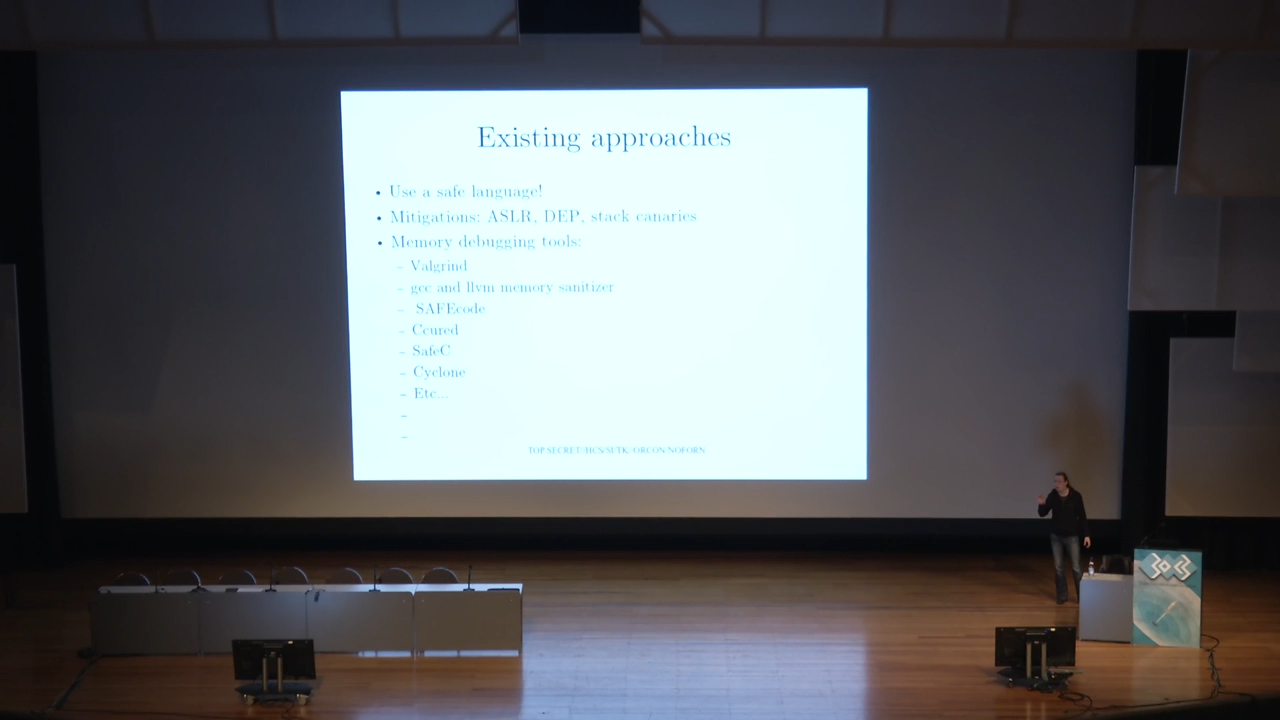 Existing approaches
• Use a safe language!
• Mitigations: ASLR, DEP, stack canaries
• Memory debugging tools:
– Valgrind
– gcc and llvm memory sanitizer
– SAFEcode
– Ccured
– SafeC
– Cyclone
– Etc...
–
–
TOP SECRET//HCS/SI/TK//ORCON/NOFORN
30C3